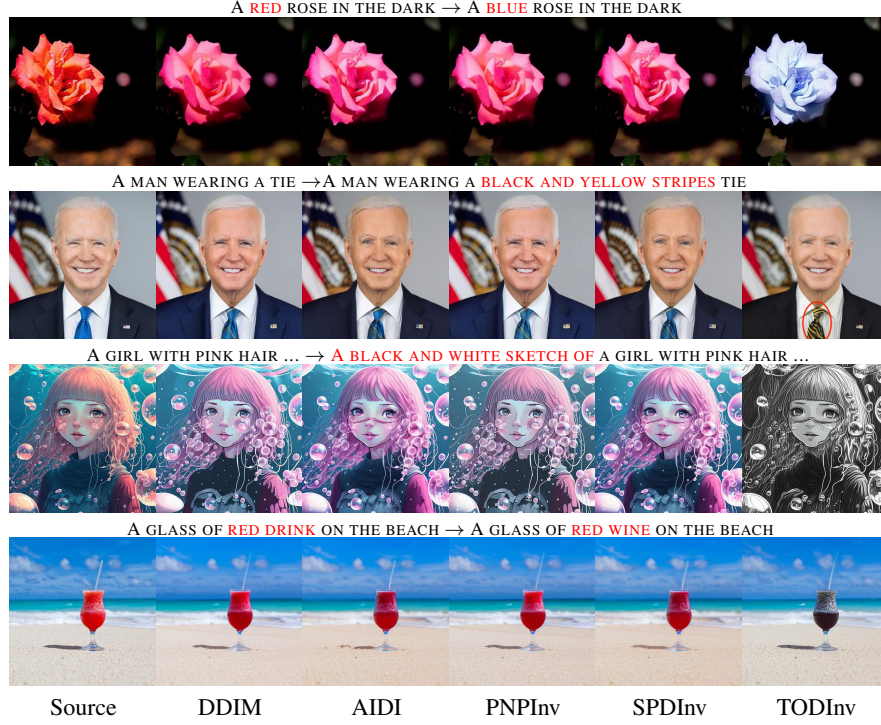 A RED ROSE IN THE DARK → A BLUE ROSE IN THE DARK
A MAN WEARING A TIE →A MAN WEARING A BLACK AND YELLOW STRIPES TIE
A GIRL WITH PINK HAIR ... → A BLACK AND WHITE SKETCH OF A GIRL WITH PINK HAIR ...
A GLASS OF RED DRINK ON THE BEACH → A GLASS OF RED WINE ON THE BEACH
Source DDIM AIDI PNPInv SPDInv TODInv